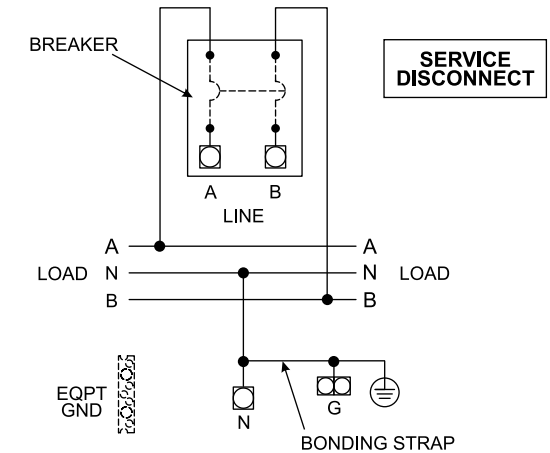 BREAKER
SERVICE
DISCONNECT
A B
LINE
A A
LOAD N N LOAD
B B
EQPT
GND
N
G
BONDING STRAP